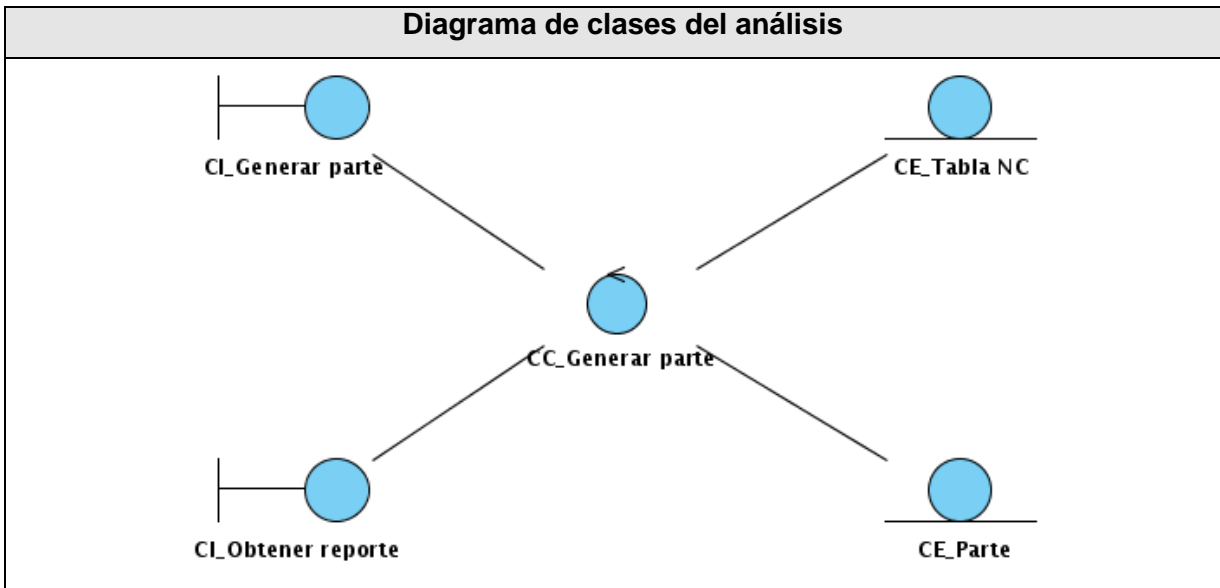 Diagrama de clases del análisis
CI_Generar parte
CE_Tabla NC
CC_Generar parte
CI_Obtener reporte
CE_Parte